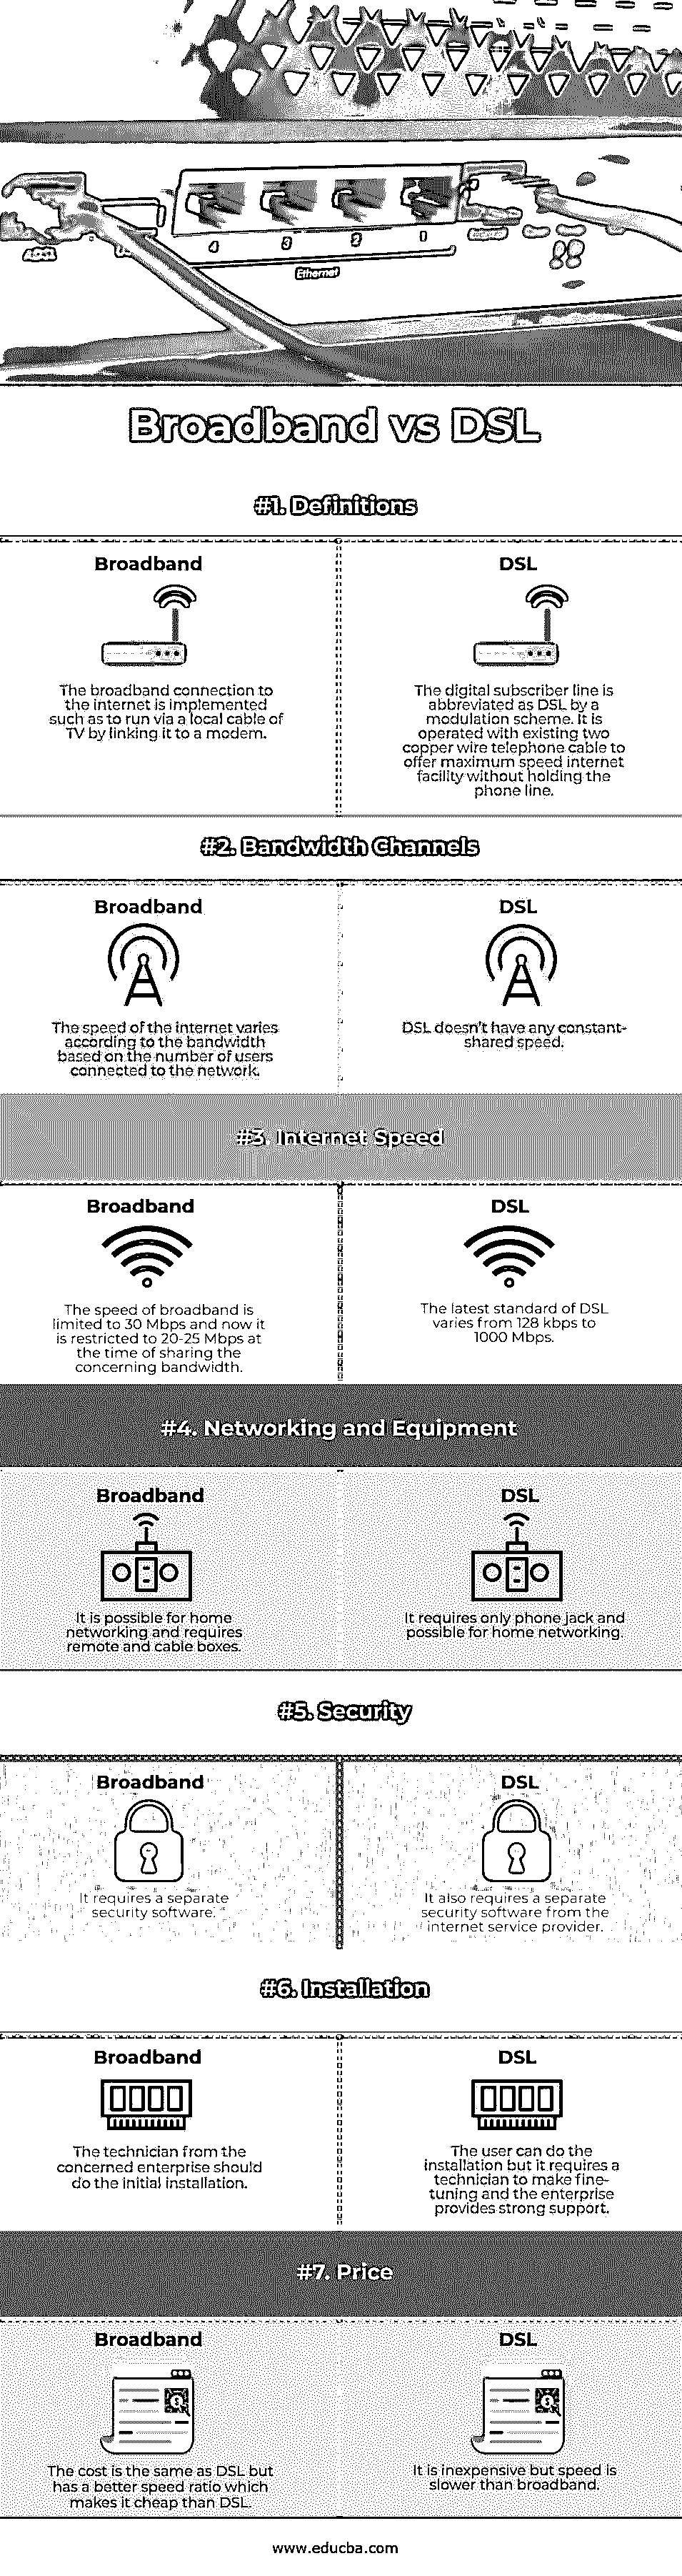 4 3 2 1
Ethernet
Broadband vs DSL
#1. Definitions
Broadband
The broadband connection to
the internet is implemented
such as to run via a local cable of
TV by linking it to a modem.
DSL
The digital subscriber line is
abbreviated as DSL by a
modulation scheme. It is
operated with existing two
copper wire telephone cable to
offer maximum speed internet
facility without holding the
phone line.
#2. Bandwidth Channels
Broadband
The speed of the internet varies
according to the bandwidth
based on the number of users
connected to the network.
DSL
DSL doesn't have any constant-
shared speed.
#3. Internet Speed
Broadband
The speed of broadband is
limited to 30 Mbps and now it
is restricted to 20-25 Mbps at
the time of sharing the
concerning bandwidth.
DSL
The latest standard of DSL
varies from 128 kbps to
1000 Mbps.
#4. Networking and Equipment
Broadband
It is possible for home
networking and requires
remote and cable boxes.
DSL
It requires only phone jack and
possible for home networking.
#5. Security
Broadband
It requires a separate
security software.
DSL
It also requires a separate
security software from the
internet service provider.
#6. Installation
Broadband
The technician from the
concerned enterprise should
do the initial installation.
DSL
The user can do the
installation but it requires a
technician to make fine-
tuning and the enterprise
provides strong support.
#7. Price
Broadband
The cost is the same as DSL but
has a better speed ratio which
makes it cheap than DSL.
DSL
It is inexpensive but speed is
slower than broadband.
www.educba.com